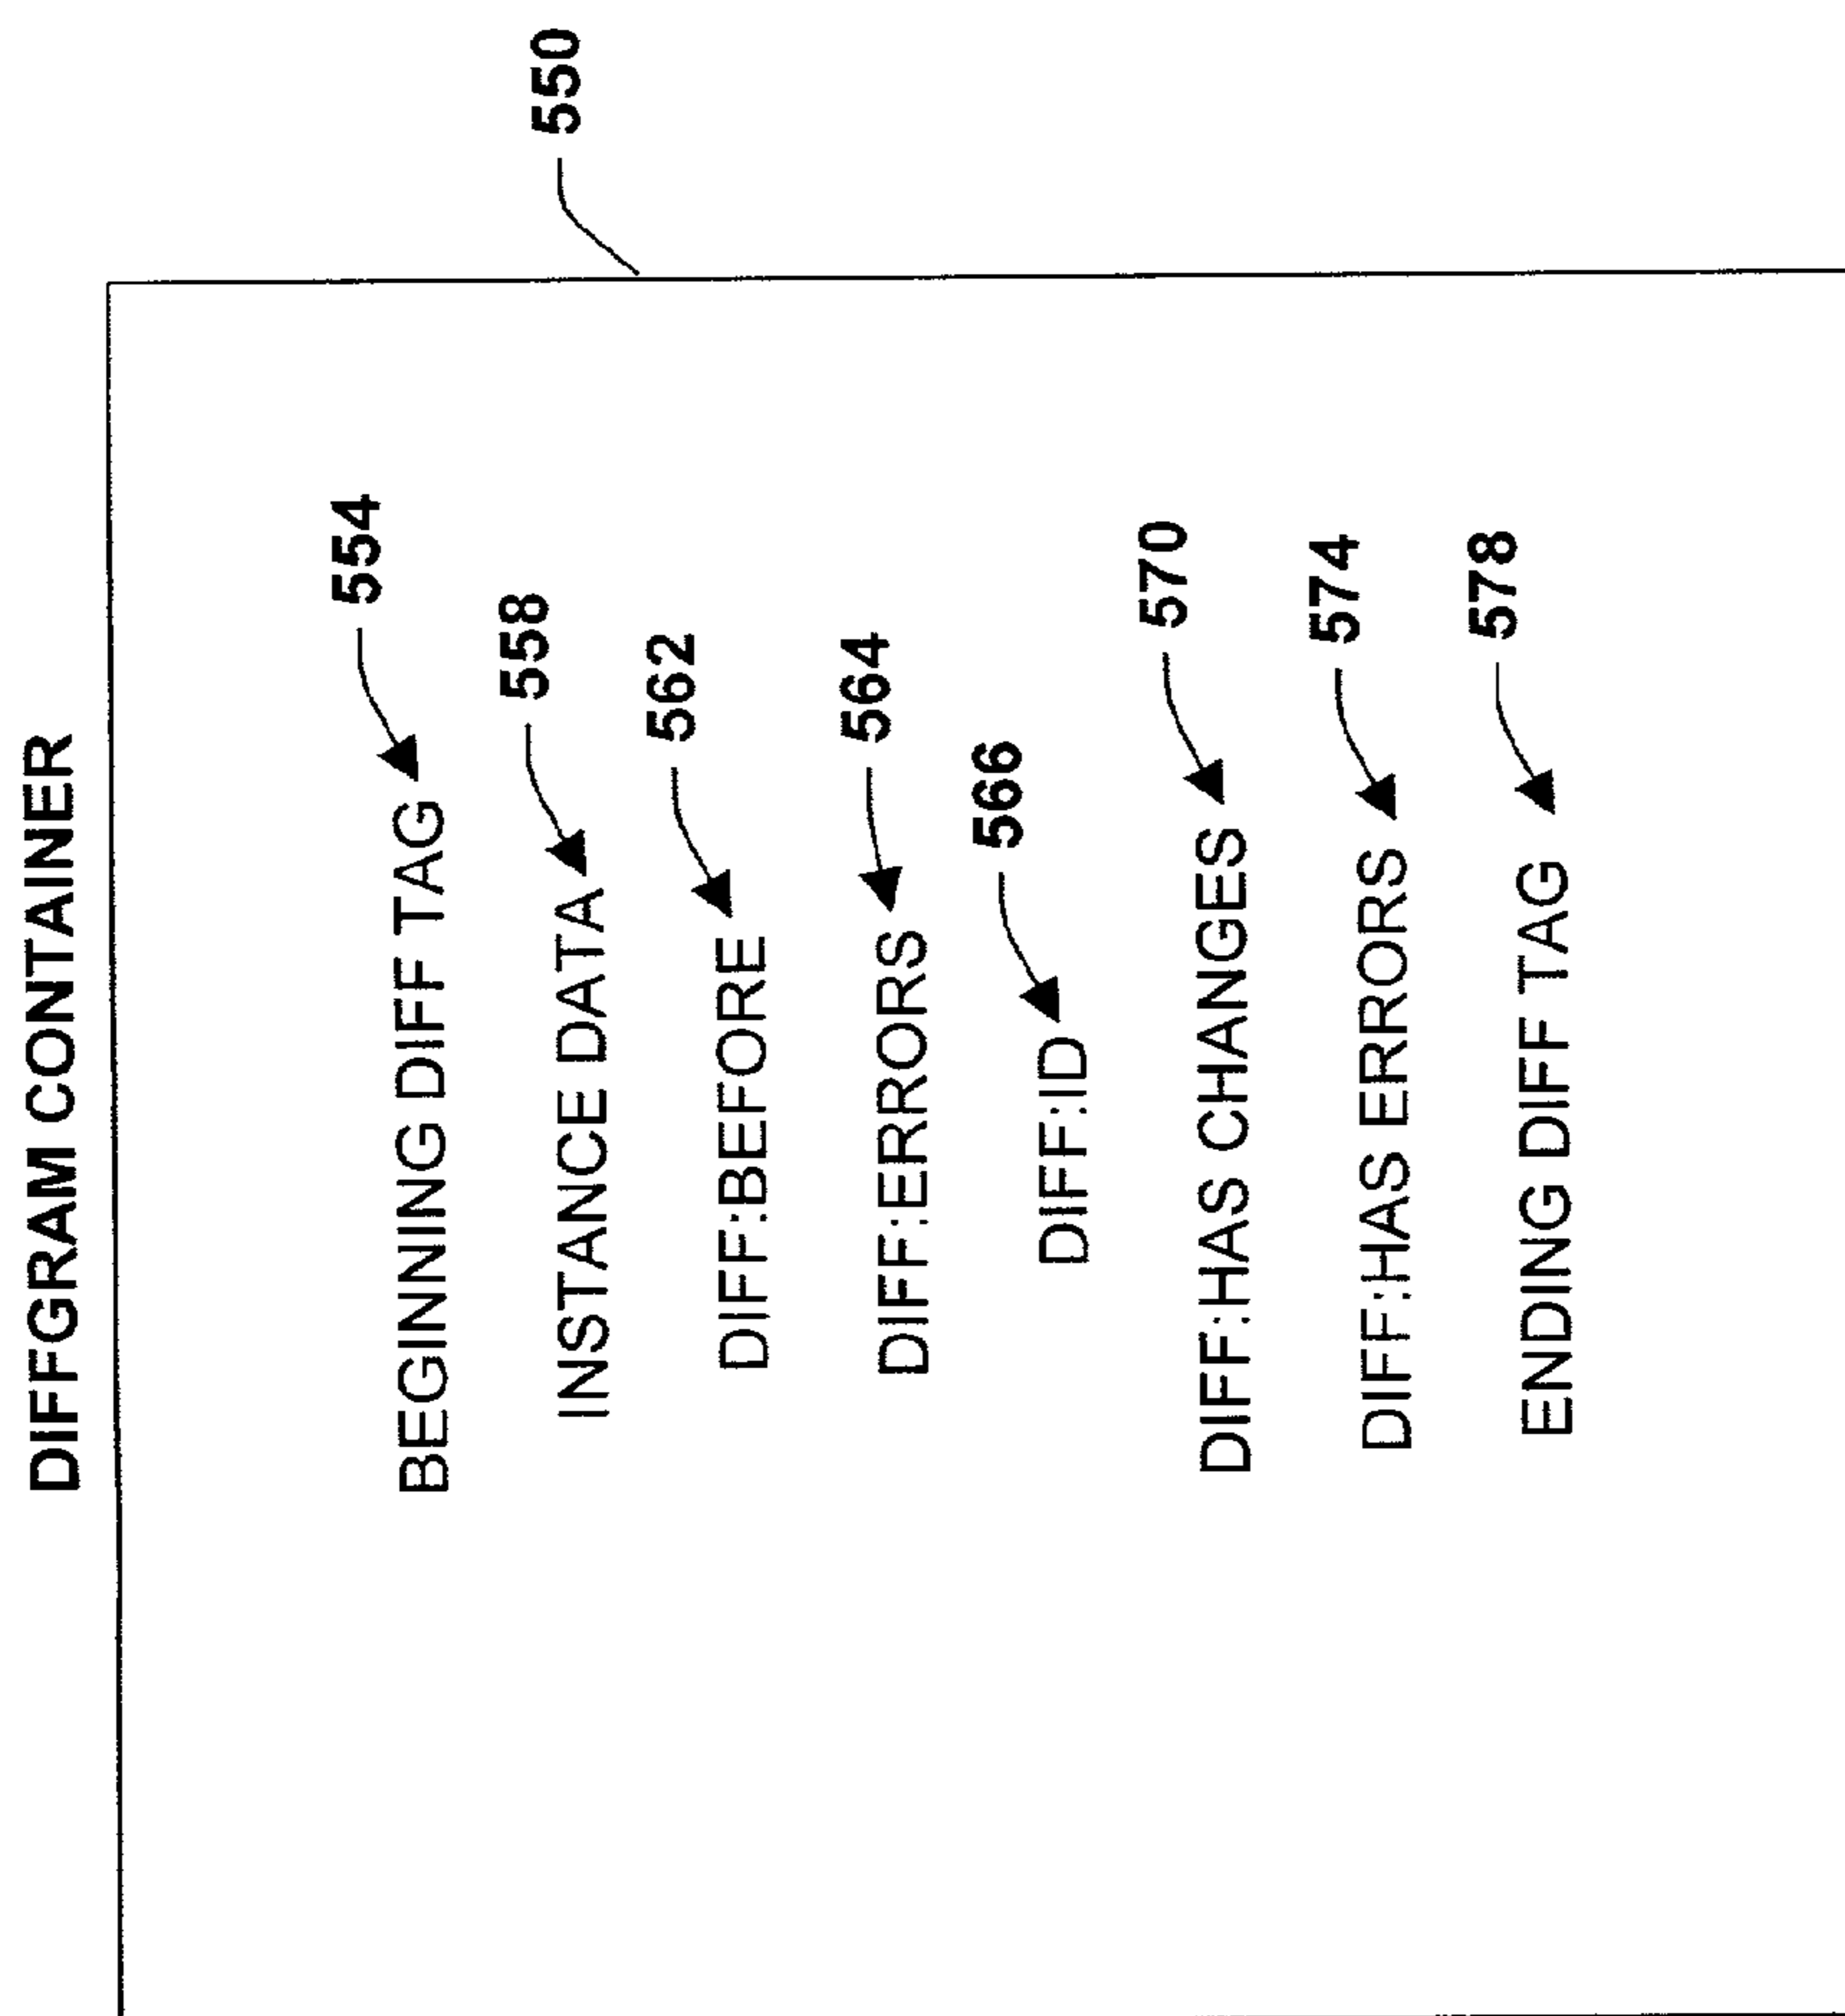 DIFFGRAM CONTAINER
550
BEGINNING DIFF TAG 554
INSTANCE DATA 558
DIFF:BEFORE 562
DIFF:ERRORS 564
DIFF:ID 566
DIFF:HAS CHANGES 570
DIFF:HAS ERRORS 574
ENDING DIFF TAG 578